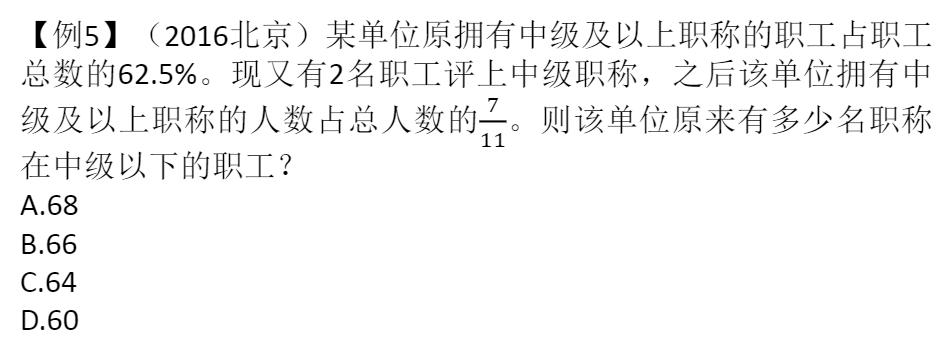 【例5】（2016北京）某单位原拥有中级及以上职称的职工占职工
总数的62.5%。现又有2名职工评上中级职称，之后该单位拥有中
级及以上职称的人数占总人数的7/11。则该单位原来有多少名职称
在中级以下的职工？
A.68
B.66
C.64
D.60